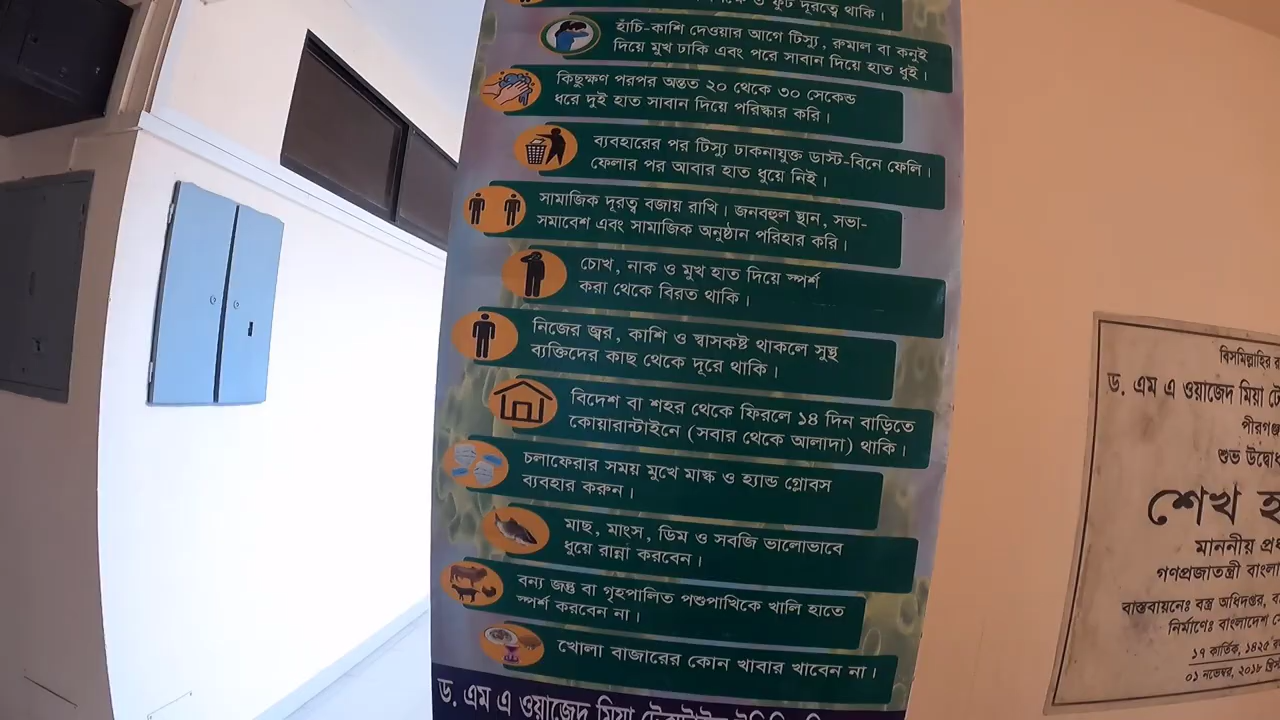 ফুট দূরত্বে থাকি।
হাঁচি-কাশি দেওয়ার আগে টিস্যু, রুমাল বা কনুই
দিয়ে মুখ ঢাকি এবং পরে সাবান দিয়ে হাত ধুই।
কিছুক্ষণ পরপর অন্তত ২০ থেকে ৩০ সেকেন্ড
ধরে দুই হাত সাবান দিয়ে পরিস্কার করি।
ব্যবহারের পর টিস্যু ঢাকনাযুক্ত ডাস্ট-বিনে ফেলি।
ফেলার পর আবার হাত ধুয়ে নিই।
সামাজিক দূরত্ব বজায় রাখি। জনবহুল স্থান, সভা-
সমাবেশ এবং সামাজিক অনুষ্ঠান পরিহার করি।
চোখ, নাক ও মুখ হাত দিয়ে স্পর্শ
করা থেকে বিরত থাকি।
নিজের জ্বর, কাশি ও শ্বাসকষ্ট থাকলে সুস্থ
ব্যক্তিদের কাছ থেকে দূরে থাকি।
বিদেশ বা শহর থেকে ফিরলে ১৪ দিন বাড়িতে
কোয়ারান্টাইনে (সবার থেকে আলাদা) থাকি।
চলাফেরার সময় মুখে মাস্ক ও হ্যান্ড গ্লোবস
ব্যবহার করুন।
মাছ, মাংস, ডিম ও সবজি ভালোভাবে
ধুয়ে রান্না করবেন।
বন্য জন্তু বা গৃহপালিত পশুপাখিকে খালি হাতে
স্পর্শ করবেন না।
খোলা বাজারের কোন খাবার খাবেন না।
ড. এম এ ওয়াজেদ মিয়া
বিসমিল্লাহির
ড. এম এ ওয়াজেদ মিয়া
পীরগঞ্জ
শুভ
শেখ
মাননীয়
গণপ্রজাতন্ত্রী
বাস্তবায়নেঃ বস্ত্র অধিদপ্তর,
নির্মাণেঃ বাংলাদেশ
১৭ কার্তিক, ১৪২৫
০১ নভেম্বর, ২০১৮